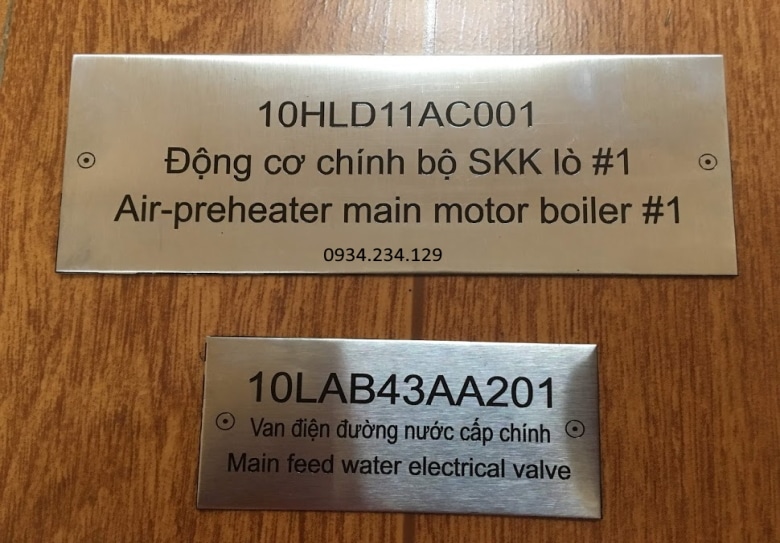 10HLD11AC001
Động cơ chính bộ SKK lò #1
Air-preheater main motor boiler #1
0934.234.129
10LAB43AA201
Van điện đường nước cấp chính
Main feed water electrical valve